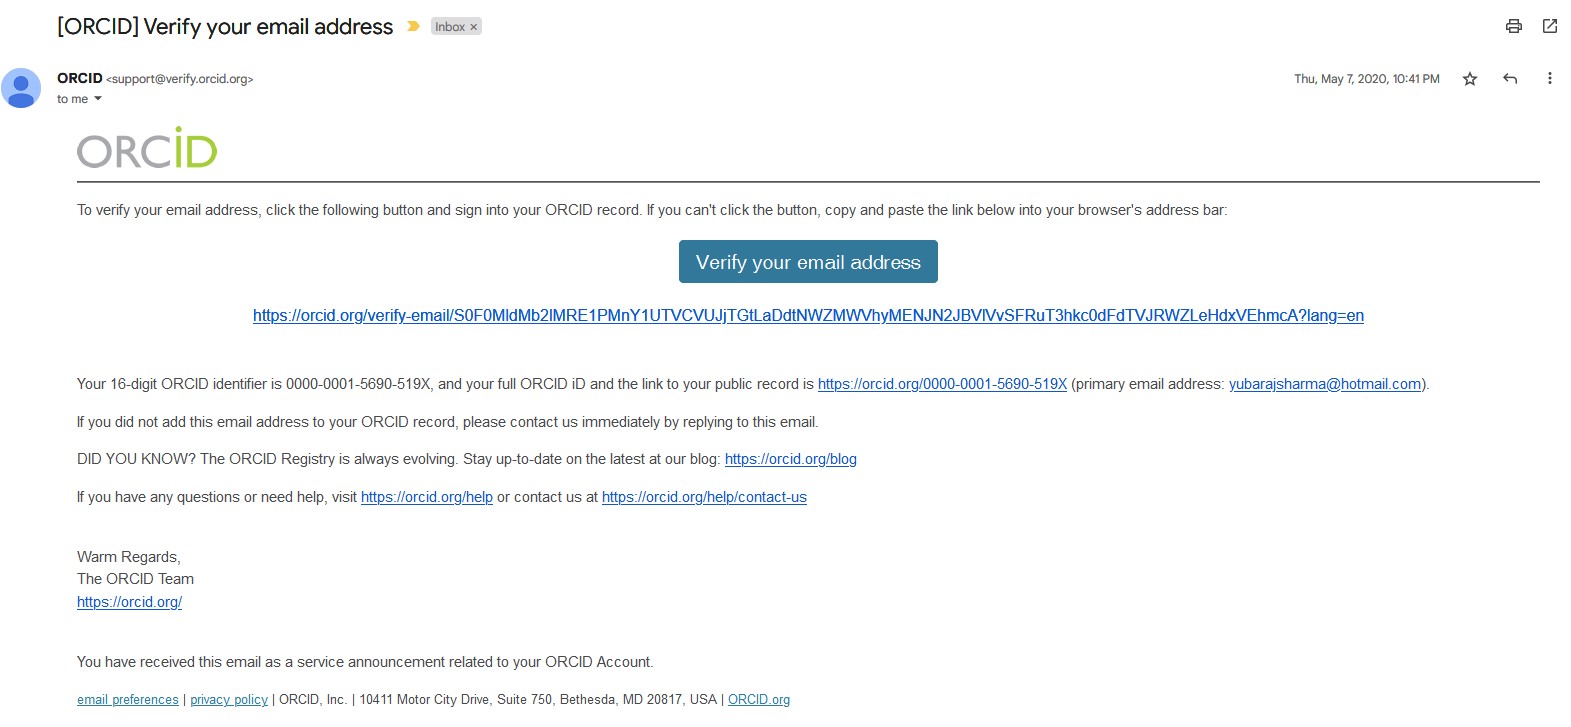 [ORCID] Verify your email address Inbox ×
ORCID <support@verify.orcid.org> Thu, May 7, 2020, 10:41 PM
to me
ORCiD
To verify your email address, click the following button and sign into your ORCID record. If you can't click the button, copy and paste the link below into your browser's address bar:
Verify your email address
https://orcid.org/verify-email/S0F0MldMb2lMRE1PMnY1UTVCVUJjTGtLaDdtNWZMWVhyMENJN2JBVlVvSFRuT3hkc0dFdTVJRWZLeHdxVEhmcA?lang=en
Your 16-digit ORCID identifier is 0000-0001-5690-519X, and your full ORCID iD and the link to your public record is https://orcid.org/0000-0001-5690-519X (primary email address: yubarajsharma@hotmail.com).
If you did not add this email address to your ORCID record, please contact us immediately by replying to this email.
DID YOU KNOW? The ORCID Registry is always evolving. Stay up-to-date on the latest at our blog: https://orcid.org/blog
If you have any questions or need help, visit https://orcid.org/help or contact us at https://orcid.org/help/contact-us
Warm Regards,
The ORCID Team
https://orcid.org/
You have received this email as a service announcement related to your ORCID Account.
email preferences | privacy policy | ORCID, Inc. | 10411 Motor City Drive, Suite 750, Bethesda, MD 20817, USA | ORCID.org